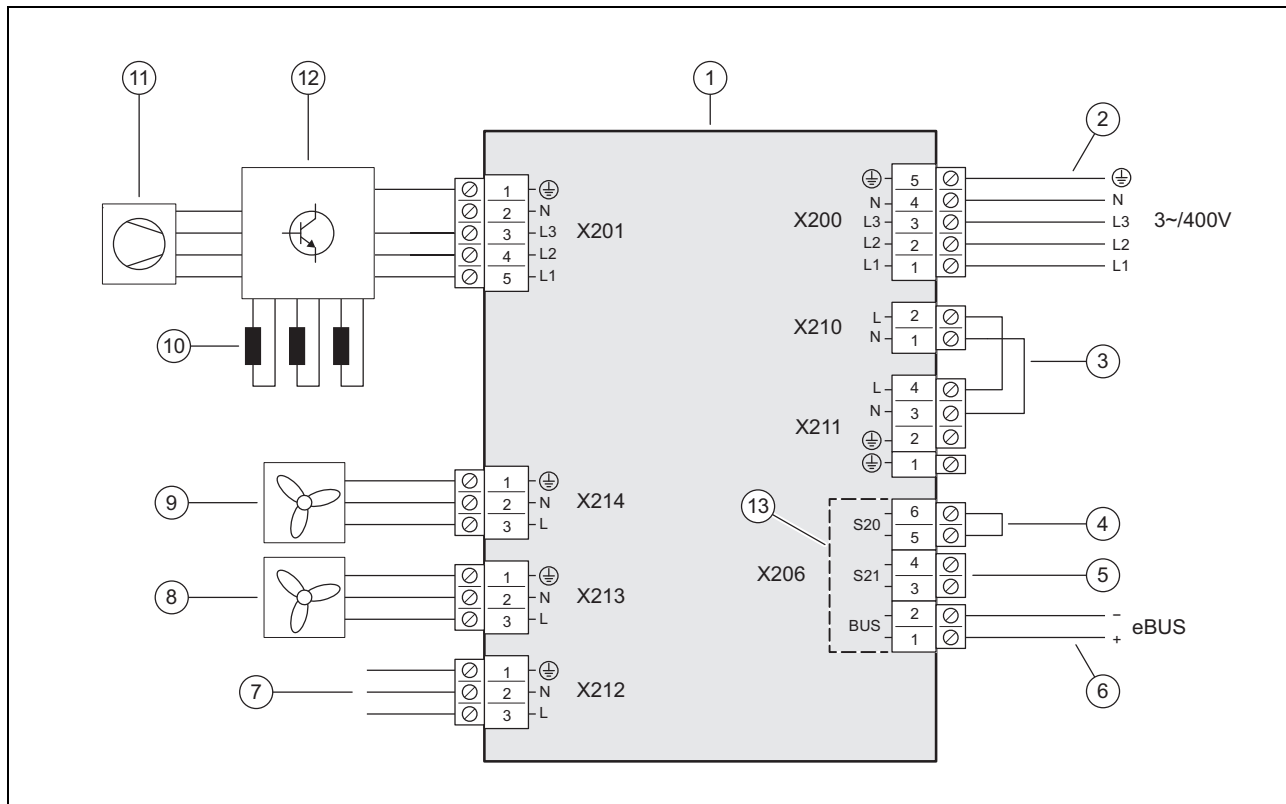 11
12
1
2
X201
1
2 N
3 L3
4 L2
5 L1
X200
5
N 4 N
L3 3 L3
L2 2 L2
L1 1 L1
3~/400V
10
X210
L 2
N 1
3
X211
L 4
N 3
2
1
9
X214
1
2 N
3 L
13
X206
S20
6
5
4
S21
4
3
5
BUS
2 –
1 +
eBUS
6
8
X213
1
2 N
3 L
7
X212
1
2 N
3 L